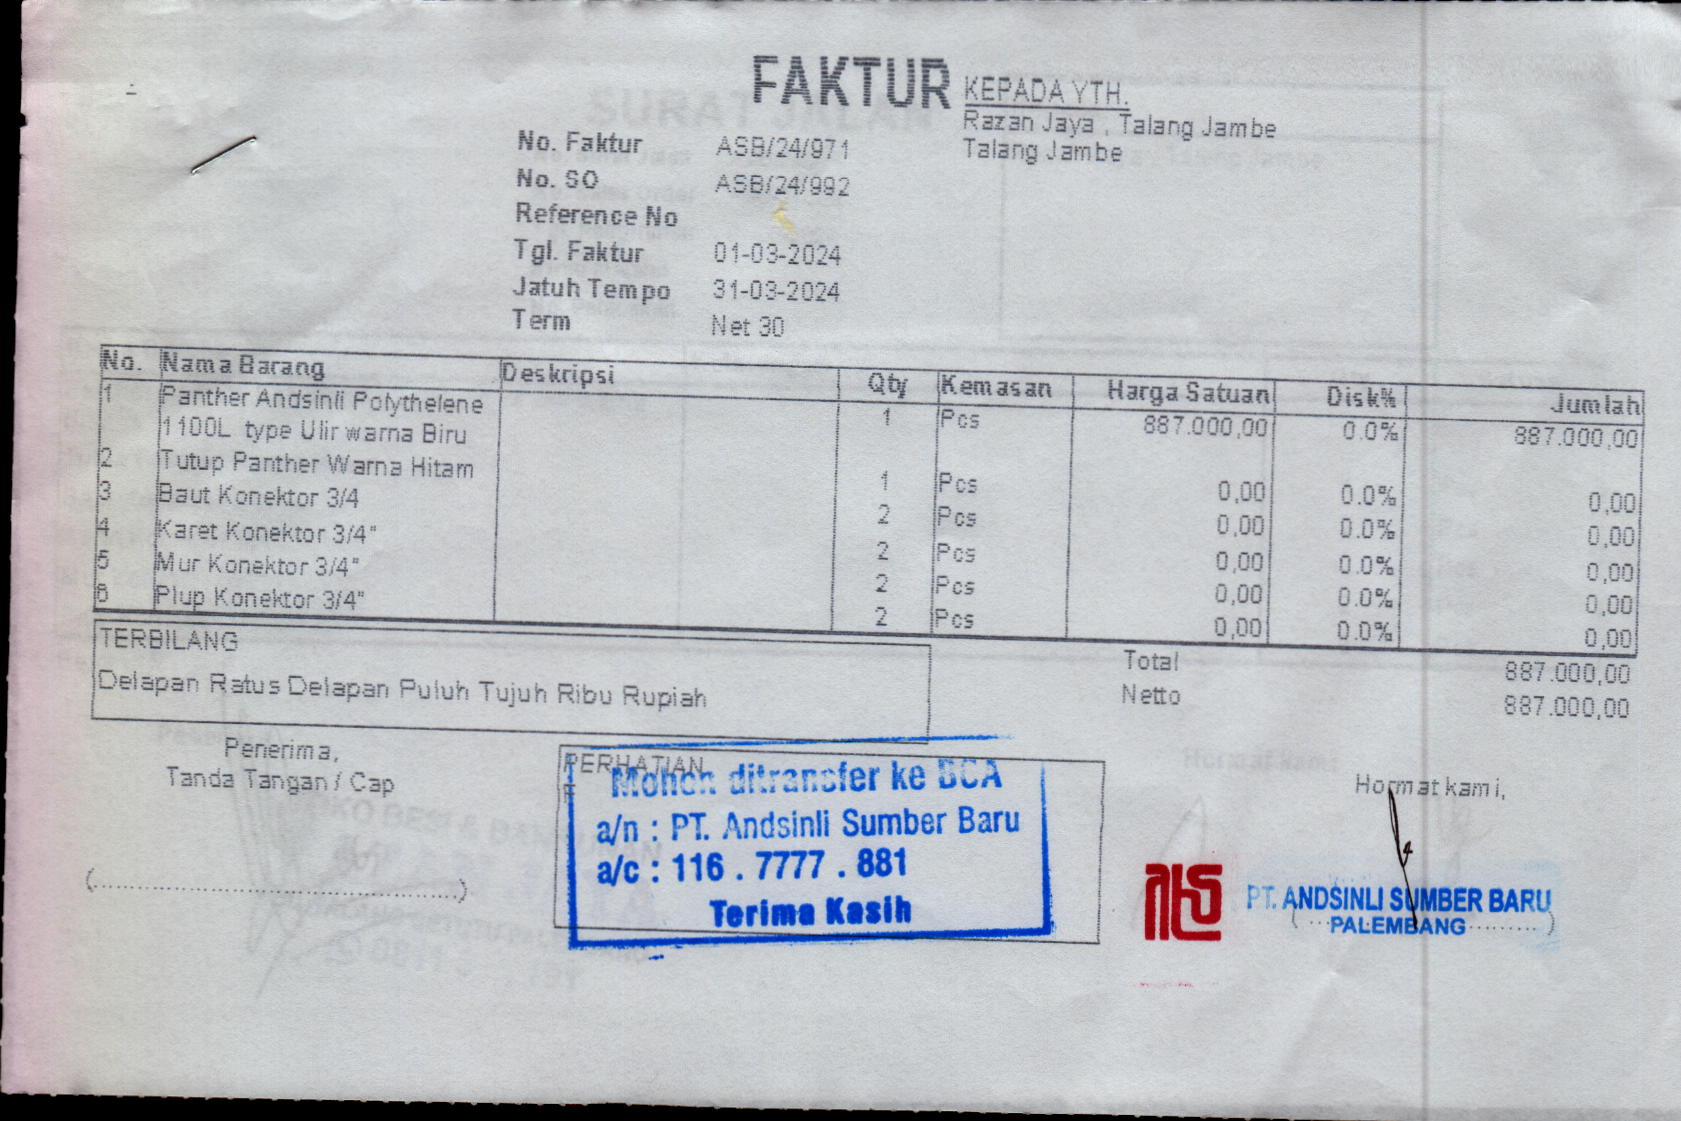 FAKTUR
KEPADA YTH.
Razan Jaya , Talang Jambe
Talang Jambe
No. Faktur ASB/24/971
No. SO ASB/24/992
Reference No
Tgl. Faktur 01-03-2024
Jatuh Tempo 31-03-2024
Term Net 30
No. Nama Barang Deskripsi Qty Kemasan Harga Satuan Disk% Jumlah
1 Panther Andsinli Polythelene 1 Pcs 887.000,00 0.0% 887.000,00
1100L type Ulir warna Biru
2 Tutup Panther Warna Hitam 1 Pcs 0,00 0.0% 0,00
3 Baut Konektor 3/4 2 Pcs 0,00 0.0% 0,00
4 Karet Konektor 3/4" 2 Pcs 0,00 0.0% 0,00
5 Mur Konektor 3/4" 2 Pcs 0,00 0.0% 0,00
6 Plup Konektor 3/4" 2 Pcs 0,00 0.0% 0,00
TERBILANG
Delapan Ratus Delapan Puluh Tujuh Ribu Rupiah
Total 887.000,00
Netto 887.000,00
Penerima,
Tanda Tangan / Cap
PERHATIAN
Mohon ditransfer ke BCA
a/n : PT. Andsinli Sumber Baru
a/c : 116 . 7777 . 881
Terima Kasih
Hormat kami,
PT. ANDSINLI SUMBER BARU
PALEMBANG